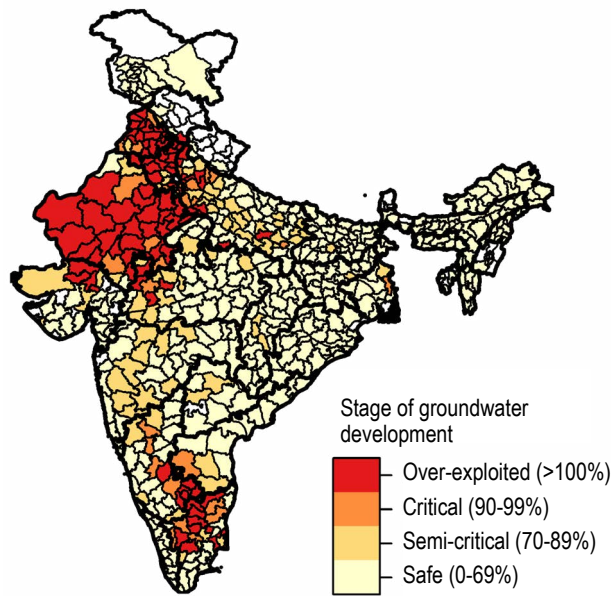 Stage of groundwater
development
Over-exploited (>100%)
Critical (90-99%)
Semi-critical (70-89%)
Safe (0-69%)